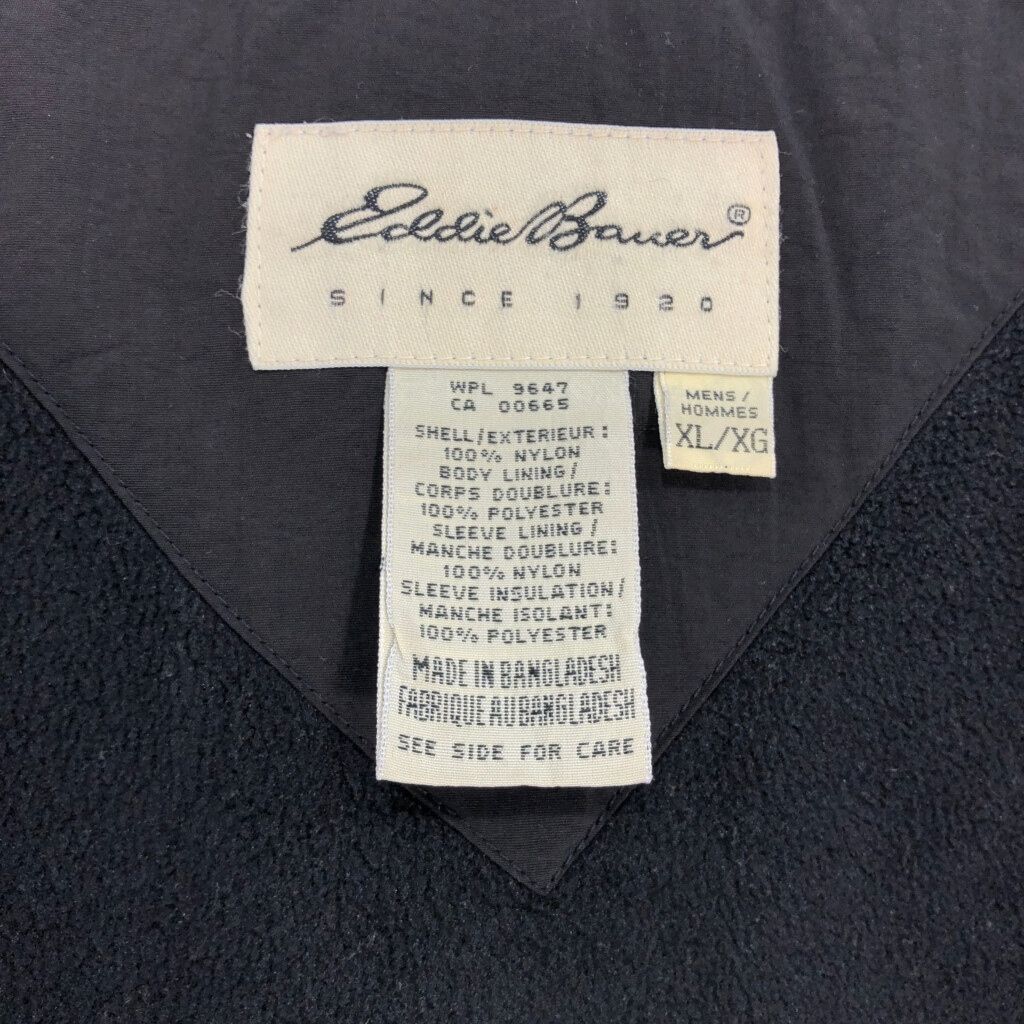 Eddie Bauer®
SINCE 1920
WPL 9647
CA 00665
SHELL/EXTERIEUR:
100% NYLON
BODY LINING/
CORPS DOUBLURE:
100% POLYESTER
SLEEVE LINING/
MANCHE DOUBLURE:
100% NYLON
SLEEVE INSULATION/
MANCHE ISOLANT:
100% POLYESTER
MADE IN BANGLADESH
FABRIQUE AU BANGLADESH
SEE SIDE FOR CARE
MENS/
HOMMES
XL/XG